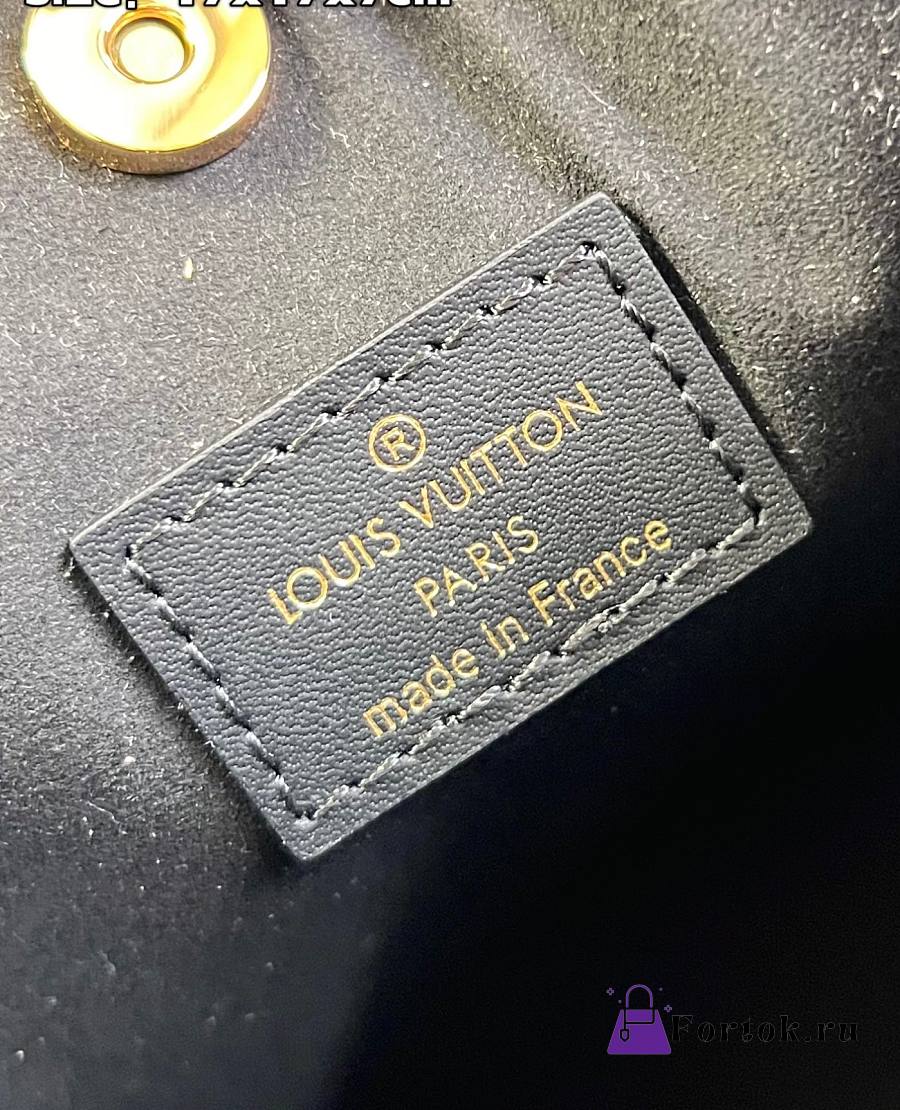 ®
LOUIS VUITTON
PARIS
made in France
Fortok.ru